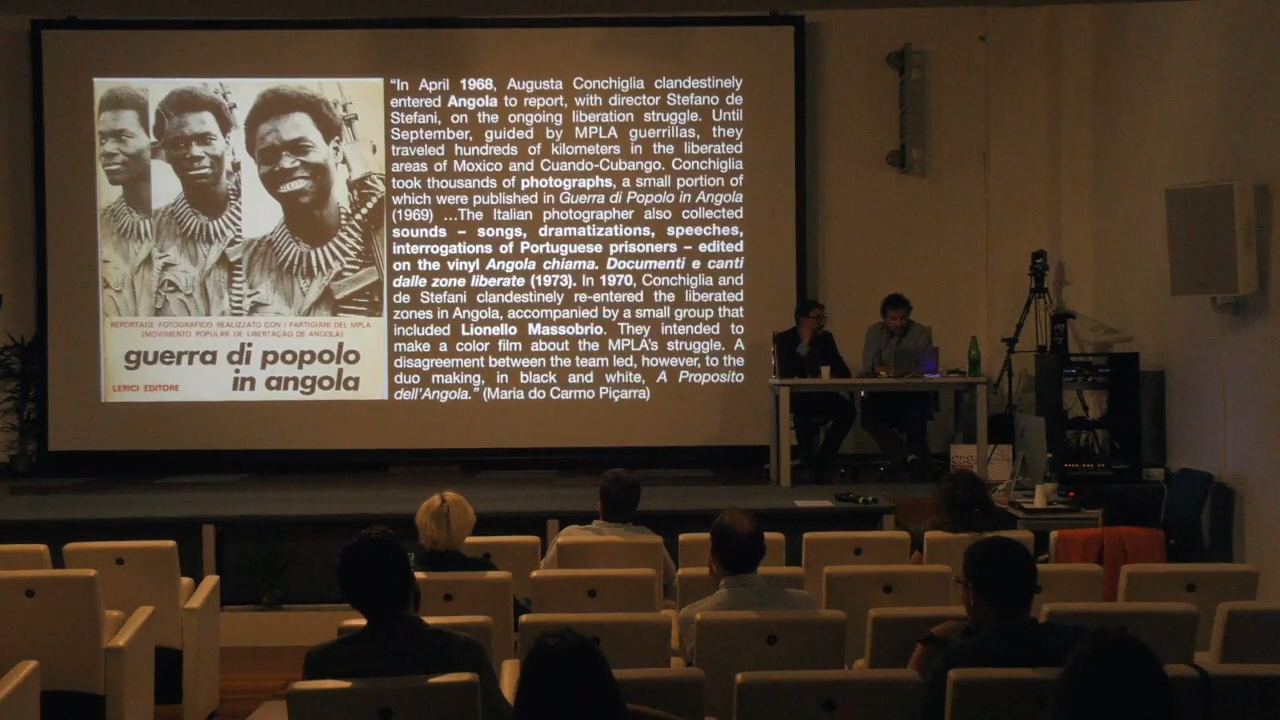 REPORTAGE FOTOGRAFICO REALIZZATO CON I PARTIGIANI DEL MPLA
(MOVIMENTO POPULAR DE LIBERTAÇAO DE ANGOLA)
guerra di popolo
in angola
LERICI EDITORE
“In April 1968, Augusta Conchiglia clandestinely
entered Angola to report, with director Stefano de
Stefani, on the ongoing liberation struggle. Until
September, guided by MPLA guerrillas, they
traveled hundreds of kilometers in the liberated
areas of Moxico and Cuando-Cubango. Conchiglia
took thousands of photographs, a small portion of
which were published in Guerra di Popolo in Angola
(1969) ...The Italian photographer also collected
sounds – songs, dramatizations, speeches,
interrogations of Portuguese prisoners – edited
on the vinyl Angola chiama. Documenti e canti
dalle zone liberate (1973). In 1970, Conchiglia and
de Stefani clandestinely re-entered the liberated
zones in Angola, accompanied by a small group that
included Lionello Massobrio. They intended to
make a color film about the MPLA’s struggle. A
disagreement between the team led, however, to the
duo making, in black and white, A Proposito
dell’Angola.” (Maria do Carmo Piçarra)